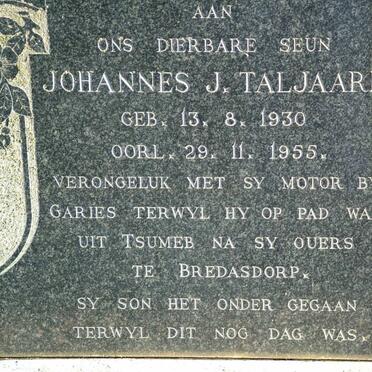 AAN
ONS DIERBARE SEUN
JOHANNES J. TALJAAR
GEB. 13. 8. 1930
OORL. 29. 11. 1955.
VERONGELUK MET SY MOTOR BY
GARIES TERWYL HY OP PAD WA
UIT TSUMEB NA SY OUERS
TE BREDASDORP.
SY SON HET ONDER GEGAAN
TERWYL DIT NOG DAG WAS.